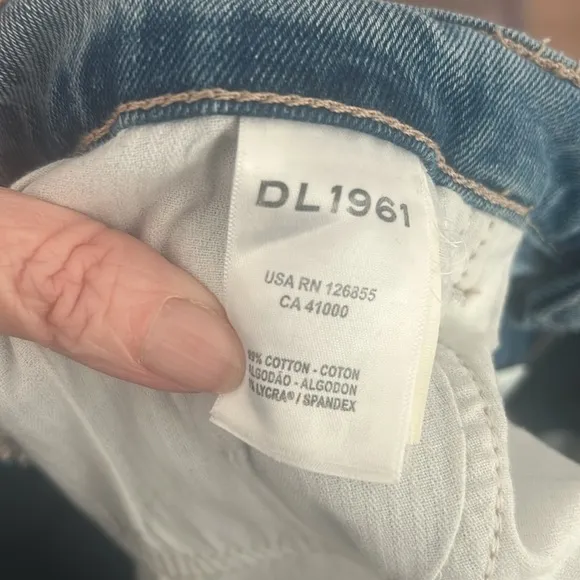 DL1961
USA RN 126855
CA 41000
COTTON - COTON
ALGODÃO - ALGODON
LYCRA® / SPANDEX